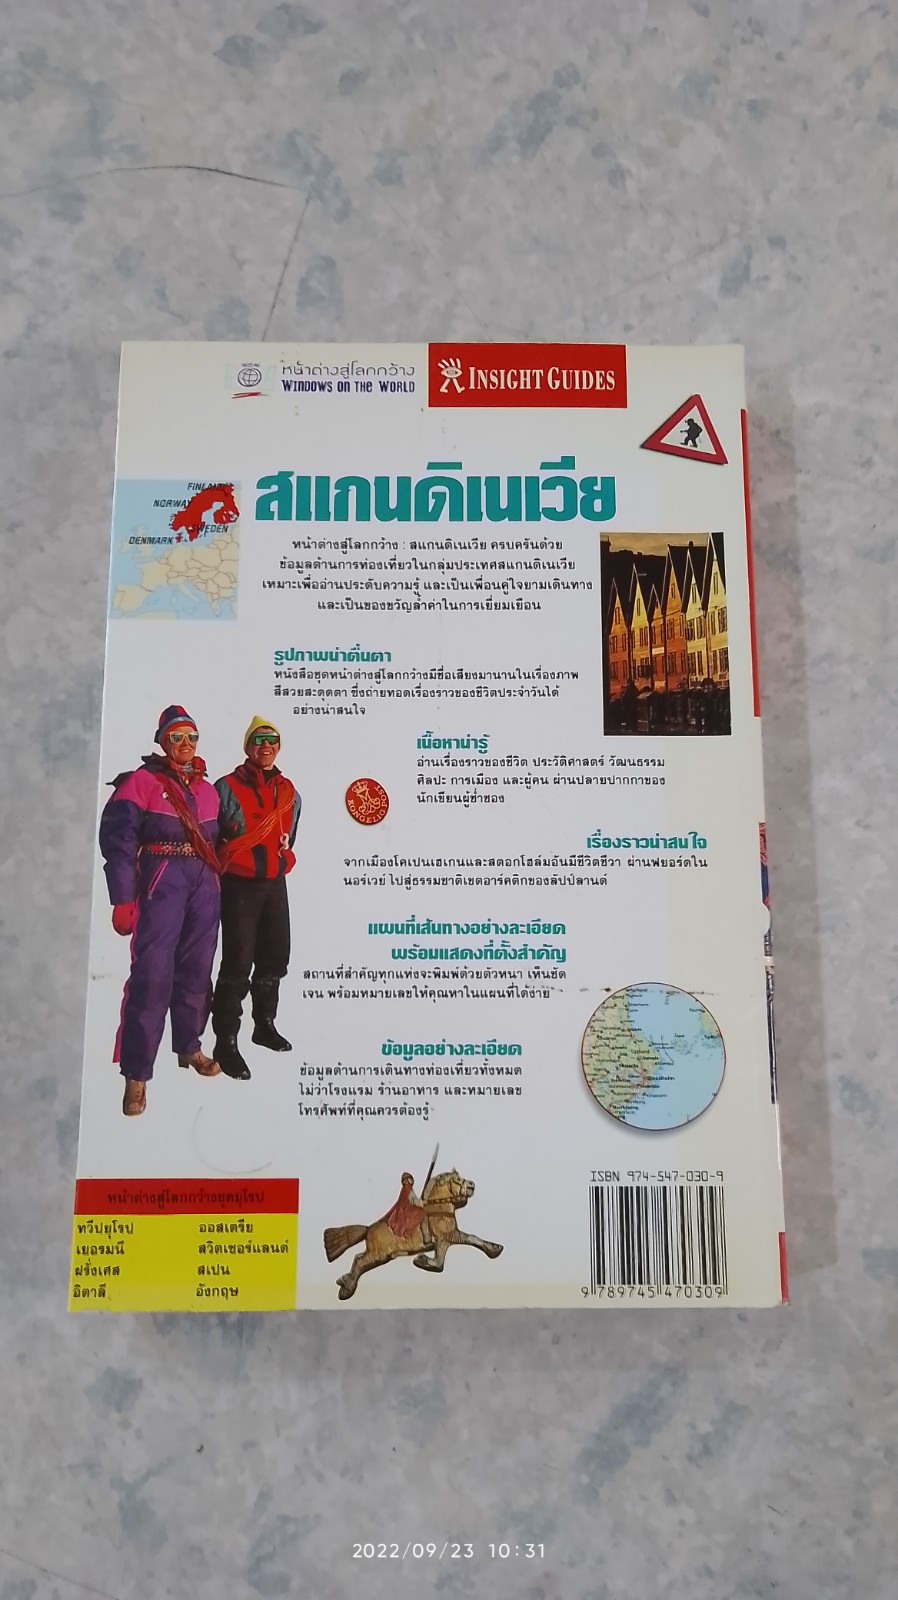 W.O.W.
หน้าต่างสู่โลกกว้าง
WINDOWS ON THE WORLD
INSIGHT GUIDES
FINLAND
NORWAY
SWEDEN
DENMARK
สแกนดิเนเวีย
หน้าต่างสู่โลกกว้าง : สแกนดิเนเวีย ครบครันด้วย
ข้อมูลด้านการท่องเที่ยวในกลุ่มประเทศสแกนดิเนเวีย
เหมาะเพื่ออ่านประดับความรู้ และเป็นเพื่อนคู่ใจยามเดินทาง
และเป็นของขวัญล้ำค่าในการเยี่ยมเยือน
รูปภาพน่าตื่นตา
หนังสือชุดหน้าต่างสู่โลกกว้างมีชื่อเสียงมานานในเรื่องภาพ
สีสวยสะดุดตา ซึ่งถ่ายทอดเรื่องราวของชีวิตประจำวันได้
อย่างน่าสนใจ
เนื้อหาน่ารู้
อ่านเรื่องราวของชีวิต ประวัติศาสตร์ วัฒนธรรม
ศิลปะ การเมือง และผู้คน ผ่านปลายปากกาของ
นักเขียนผู้ช่ำชอง
KONGELIG POST
เรื่องราวน่าสนใจ
จากเมืองโคเปนเฮเกนและสตอกโฮล์มอันมีชีวิตชีวา ผ่านฟยอร์ดใน
นอร์เวย์ ไปสู่ธรรมชาติเขตอาร์คติกของลัปป์ลานด์
แผนที่เส้นทางอย่างละเอียด
พร้อมแสดงที่ตั้งสำคัญ
สถานที่สำคัญทุกแห่งจะพิมพ์ด้วยตัวหนา เห็นชัด
เจน พร้อมหมายเลขให้คุณหาในแผนที่ได้ง่าย
ข้อมูลอย่างละเอียด
ข้อมูลด้านการเดินทางท่องเที่ยวทั้งหมด
ไม่ว่าโรงแรม ร้านอาหาร และหมายเลข
โทรศัพท์ที่คุณควรต้องรู้
Uppland
Stockholm
ISBN 974-547-030-9
9 789745 470309
หน้าต่างสู่โลกกว้างชุดยุโรป
ทวีปยุโรป ออสเตรีย
เยอรมนี สวิตเซอร์แลนด์
ฝรั่งเศส สเปน
อิตาลี อังกฤษ
2022/09/23 10:31